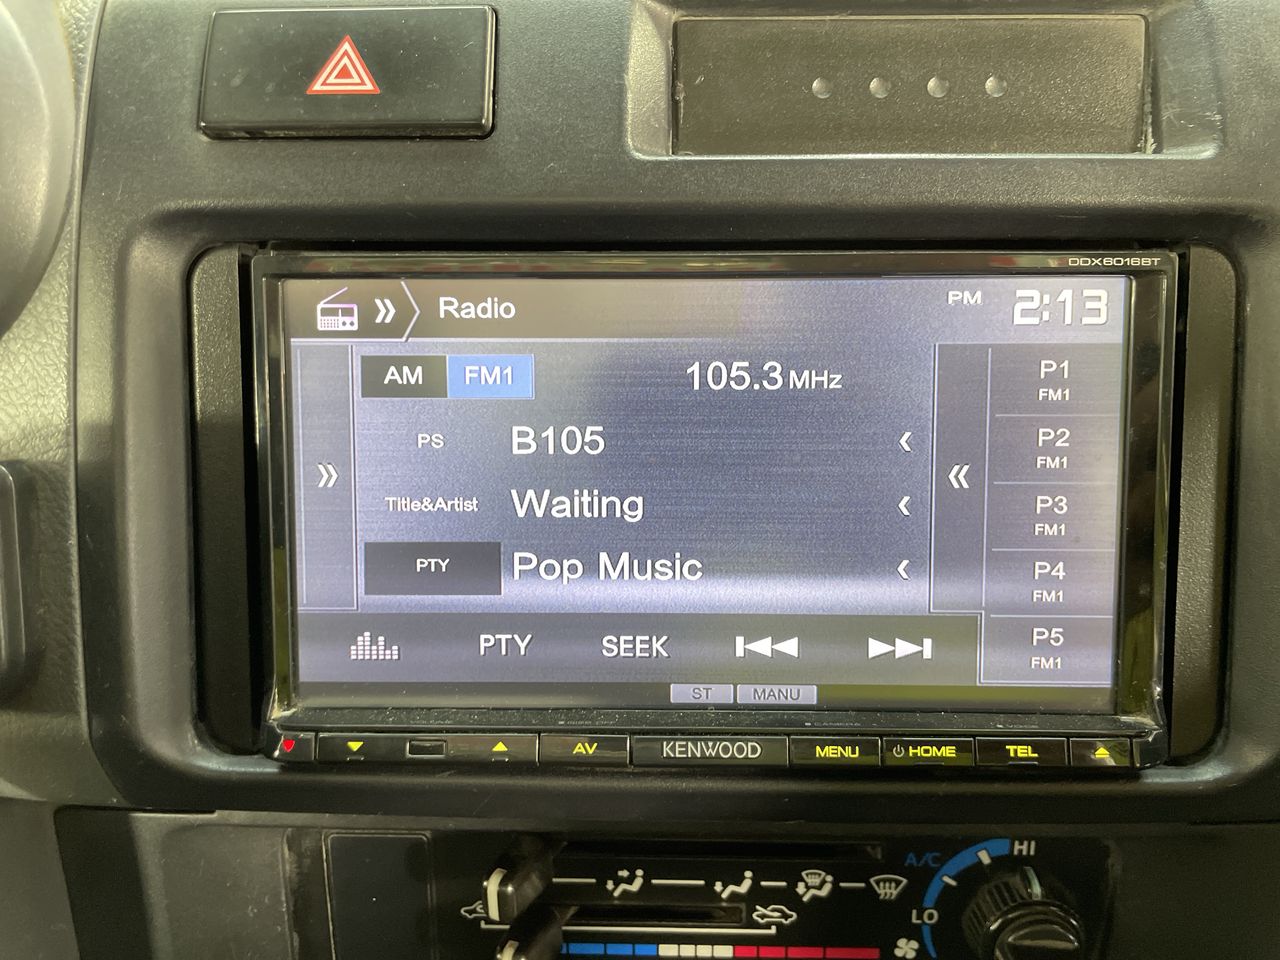 DDX6016BT
Radio
PM 2:13
AM FM1 105.3 MHz
PS B105
Title&Artist Waiting
PTY Pop Music
P1
FM1
P2
FM1
P3
FM1
P4
FM1
P5
FM1
PTY SEEK
ST MANU
AV KENWOOD MENU HOME TEL
A/C HI
LO